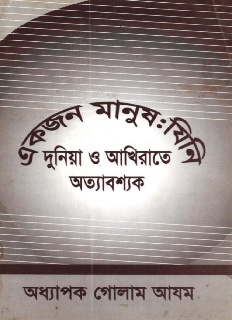 একজন মানুষ : যিনি
দুনিয়া ও আখিরাতে
অত্যাবশ্যক
অধ্যাপক গোলাম আযম